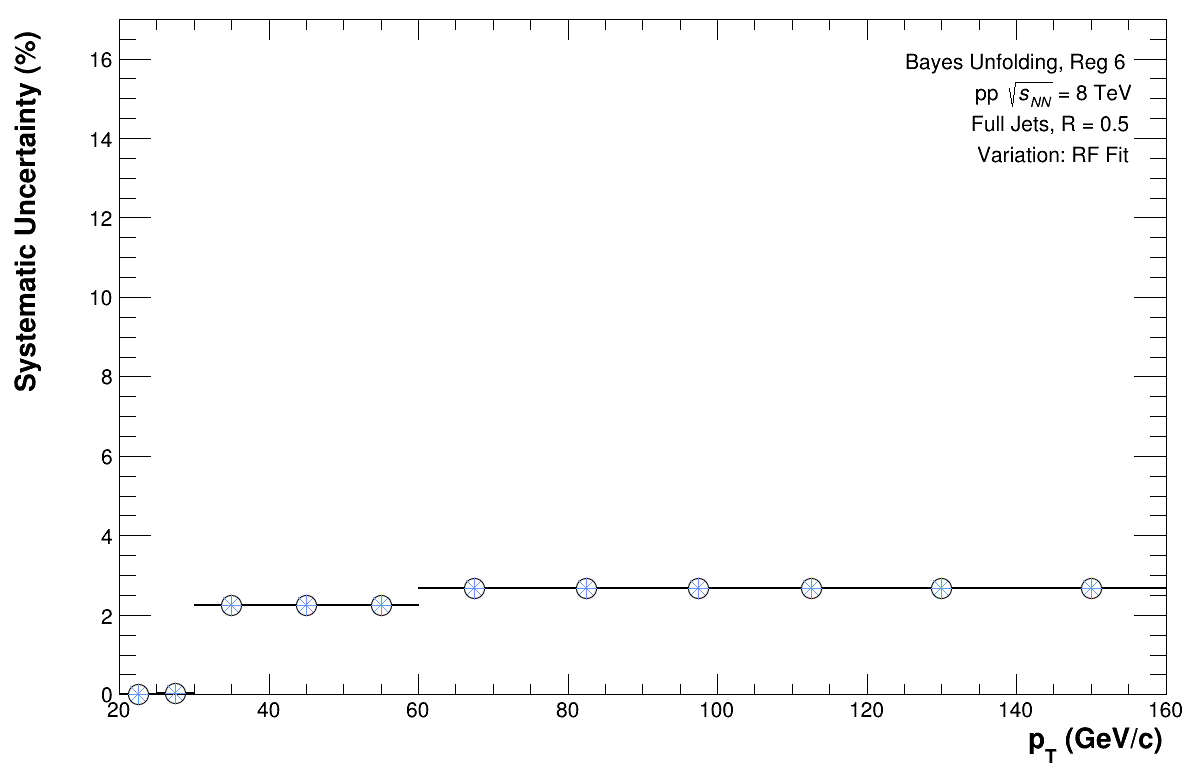 Systematic Uncertainty (%)
16
14
12
10
8
6
4
2
0
Bayes Unfolding, Reg 6
pp √s_NN = 8 TeV
Full Jets, R = 0.5
Variation: RF Fit
20 40 60 80 100 120 140 160
p_T (GeV/c)